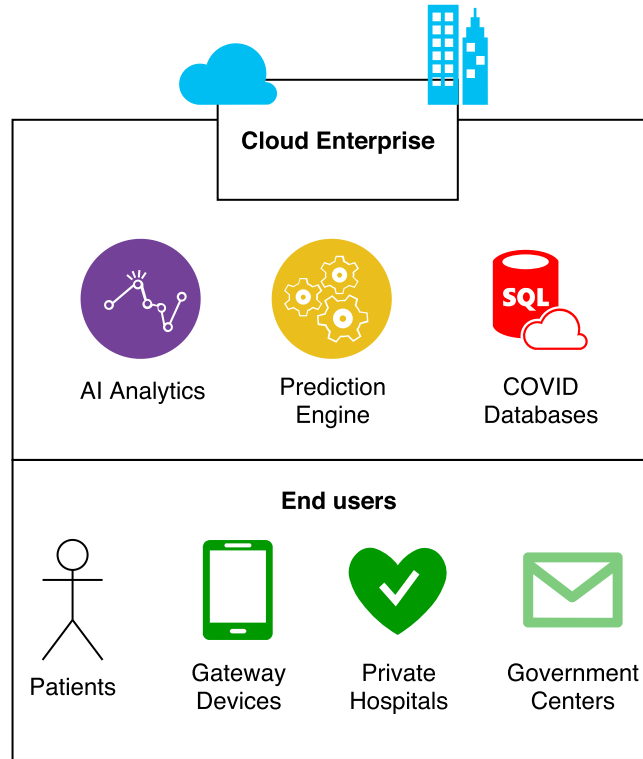 Cloud Enterprise
SQL
AI Analytics
Prediction
Engine
COVID
Databases
End users
Patients
Gateway
Devices
Private
Hospitals
Government
Centers